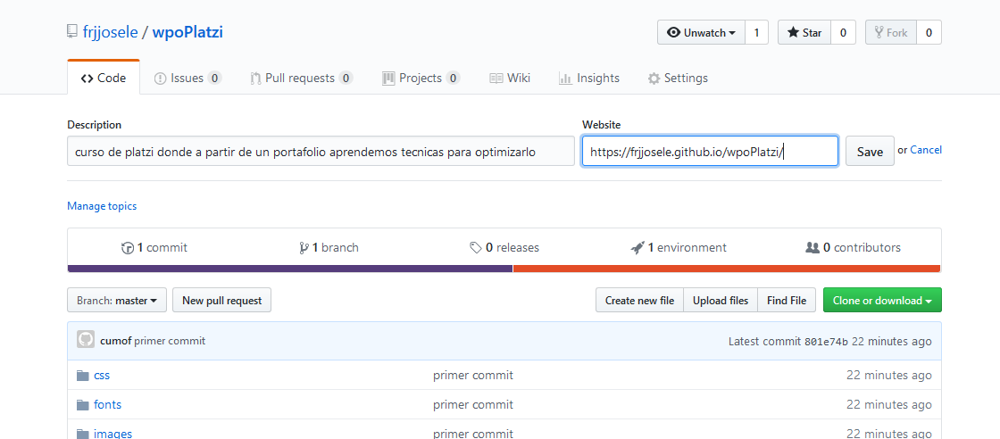 frjjosele / wpoPlatzi
Unwatch 1 Star 0 Fork 0
Code Issues 0 Pull requests 0 Projects 0 Wiki Insights Settings
Description Website
curso de platzi donde a partir de un portafolio aprendemos tecnicas para optimizarlo https://frjjosele.github.io/wpoPlatzi/ Save or Cancel
Manage topics
1 commit 1 branch 0 releases 1 environment 0 contributors
Branch: master New pull request Create new file Upload files Find File Clone or download
cumof primer commit Latest commit 801e74b 22 minutes ago
css primer commit 22 minutes ago
fonts primer commit 22 minutes ago
images primer commit 22 minutes ago